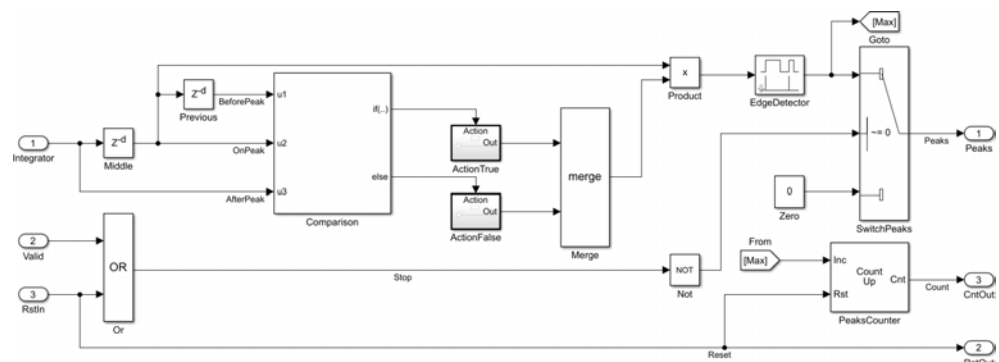 [Max]
Goto
x
Product
EdgeDetector
z-d
Previous
BeforePeak
u1
if(..)
Action
Out
ActionTrue
1
Integrator
z-d
Middle
OnPeak
u2
merge
Merge
~= 0
Peaks
1
Peaks
AfterPeak
u3
else
Comparison
Action
Out
ActionFalse
0
Zero
SwitchPeaks
2
Valid
OR
Or
Stop
NOT
Not
From
[Max]
Inc
Count
Up
Cnt
Rst
PeaksCounter
Count
3
CntOut
3
RstIn
Reset
2